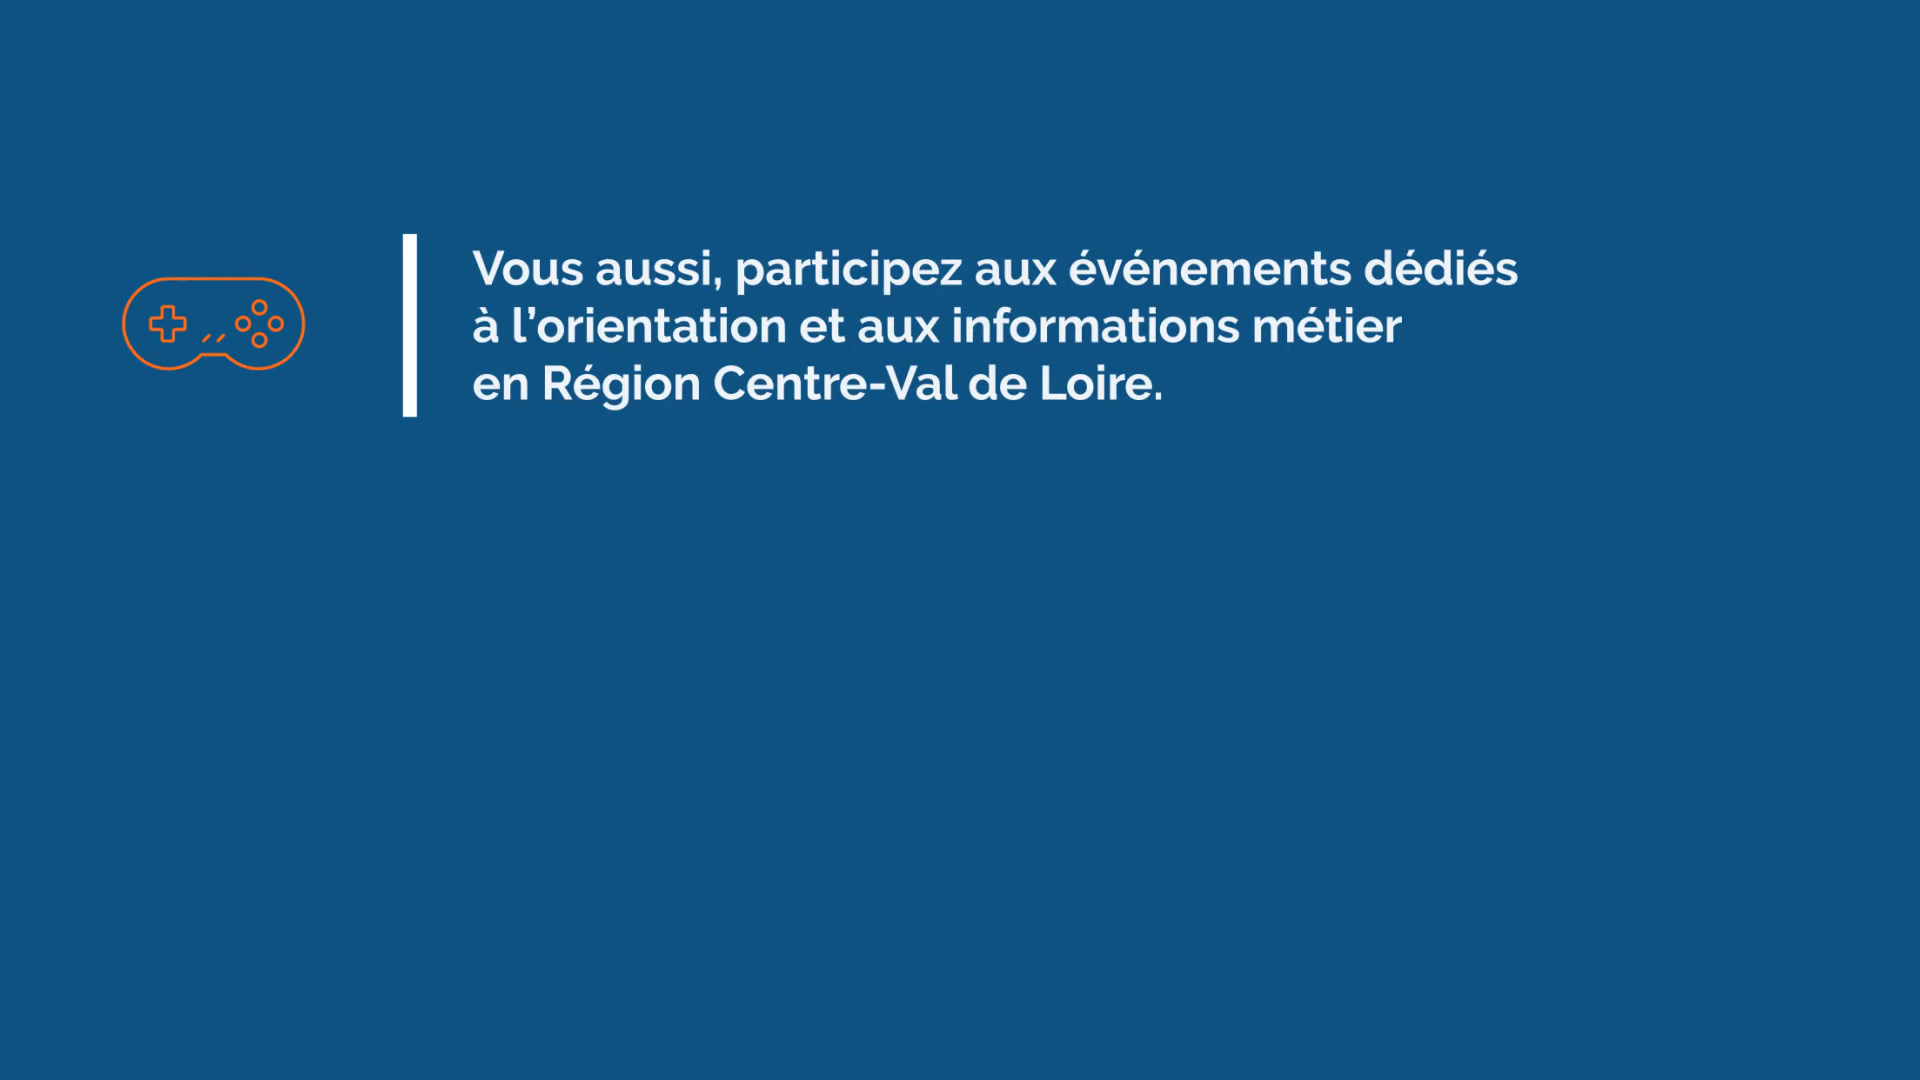 Vous aussi, participez aux événements dédiés
à l’orientation et aux informations métier
en Région Centre-Val de Loire.